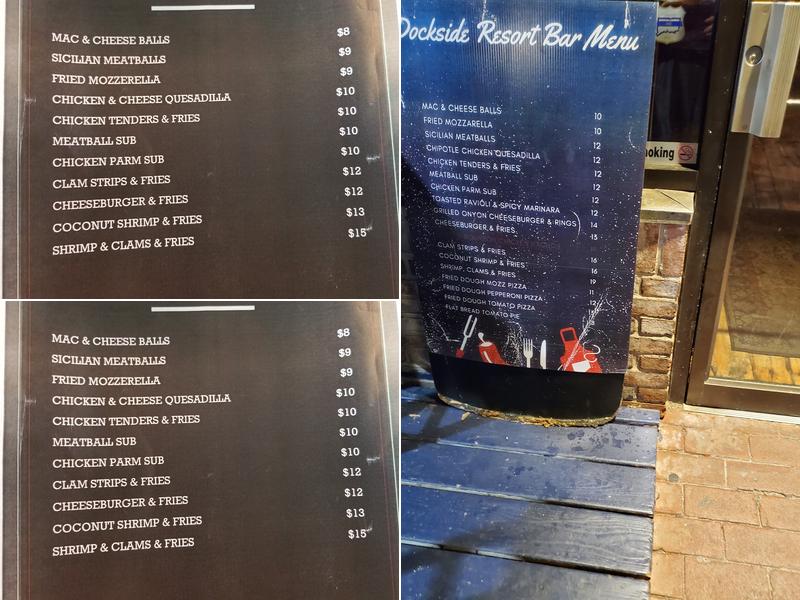 MAC & CHEESE BALLS $8
SICILIAN MEATBALLS $9
FRIED MOZZERELLA $9
CHICKEN & CHEESE QUESADILLA $10
CHICKEN TENDERS & FRIES $10
MEATBALL SUB $10
CHICKEN PARM SUB $10
CLAM STRIPS & FRIES $12
CHEESEBURGER & FRIES $12
COCONUT SHRIMP & FRIES $13
SHRIMP & CLAMS & FRIES $15
MAC & CHEESE BALLS $8
SICILIAN MEATBALLS $9
FRIED MOZZERELLA $9
CHICKEN & CHEESE QUESADILLA $10
CHICKEN TENDERS & FRIES $10
MEATBALL SUB $10
CHICKEN PARM SUB $10
CLAM STRIPS & FRIES $12
CHEESEBURGER & FRIES $12
COCONUT SHRIMP & FRIES $13
SHRIMP & CLAMS & FRIES $15
Dockside Resort Bar Menu
MAC & CHEESE BALLS 10
FRIED MOZZARELLA 10
SICILIAN MEATBALLS 12
CHIPOTLE CHICKEN QUESADILLA 12
CHICKEN TENDERS & FRIES 12
MEATBALL SUB 12
CHICKEN PARM SUB 12
TOASTED RAVIOLI & SPICY MARINARA 12
GRILLED ONYON CHEESEBURGER & RINGS 14
CHEESEBURGER & FRIES 15
CLAM STRIPS & FRIES 16
COCONUT SHRIMP & FRIES 16
SHRIMP, CLAMS & FRIES 19
FRIED DOUGH MOZZ PIZZA 11
FRIED DOUGH PEPPERONI PIZZA 12
FRIED DOUGH TOMATO PIZZA
FLAT BREAD TOMATO PIE
moking